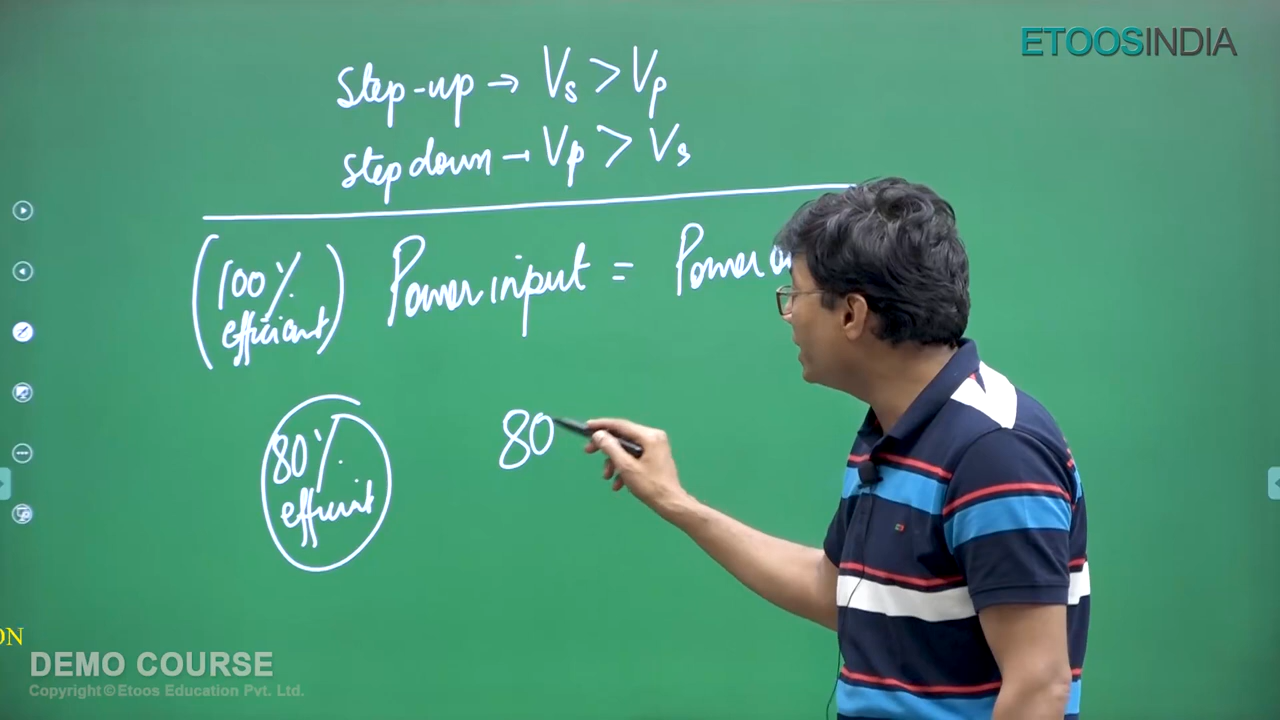 ETOOSINDIA
Step-up → Vs > Vp
Step down → Vp > Vs
(100% efficient) Power input = Power
80% efficient
80
DEMO COURSE
Copyright © Etoos Education Pvt. Ltd.